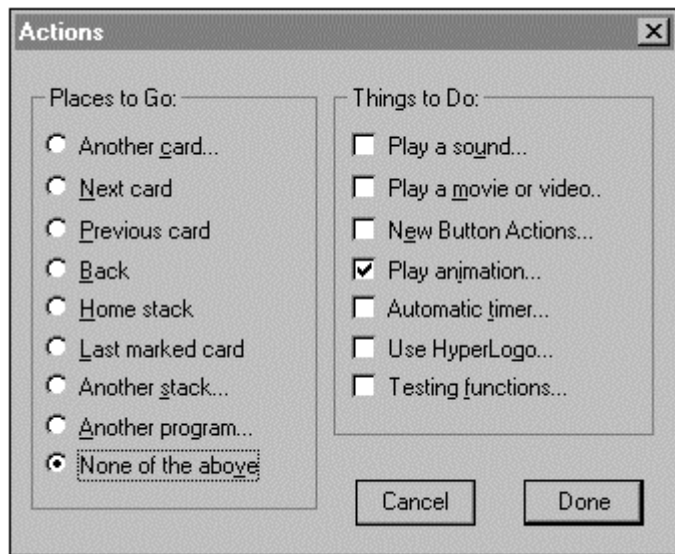 Actions
Places to Go:
Another card...
Next card
Previous card
Back
Home stack
Last marked card
Another stack...
Another program...
None of the above
Things to Do:
Play a sound...
Play a movie or video..
New Button Actions...
Play animation...
Automatic timer...
Use HyperLogo...
Testing functions...
Cancel
Done